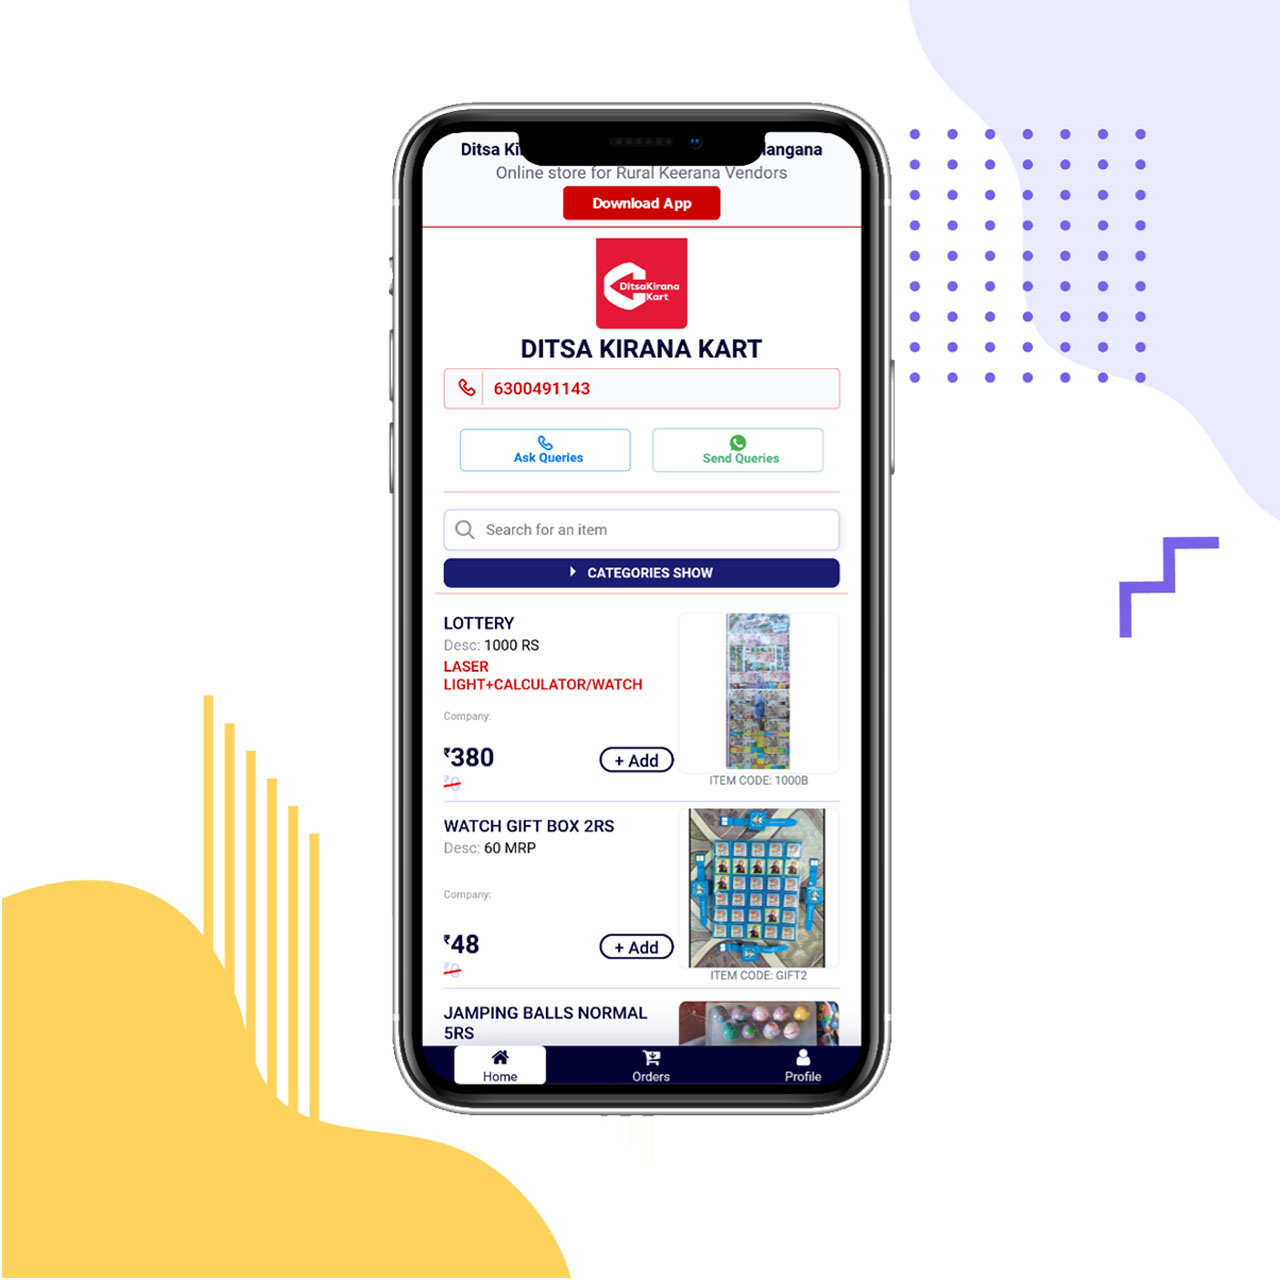 Ditsa Ki
langana
Online store for Rural Keerana Vendors
Download App
DitsaKirana
Kart
DITSA KIRANA KART
6300491143
Ask Queries
Send Queries
Search for an item
CATEGORIES SHOW
LOTTERY
Desc: 1000 RS
LASER
LIGHT+CALCULATOR/WATCH
Company:
₹380
+ Add
₹0
ITEM CODE: 1000B
WATCH GIFT BOX 2RS
Desc: 60 MRP
Company:
₹48
+ Add
₹0
ITEM CODE: GIFT2
JAMPING BALLS NORMAL
5RS
Home
Orders
Profile